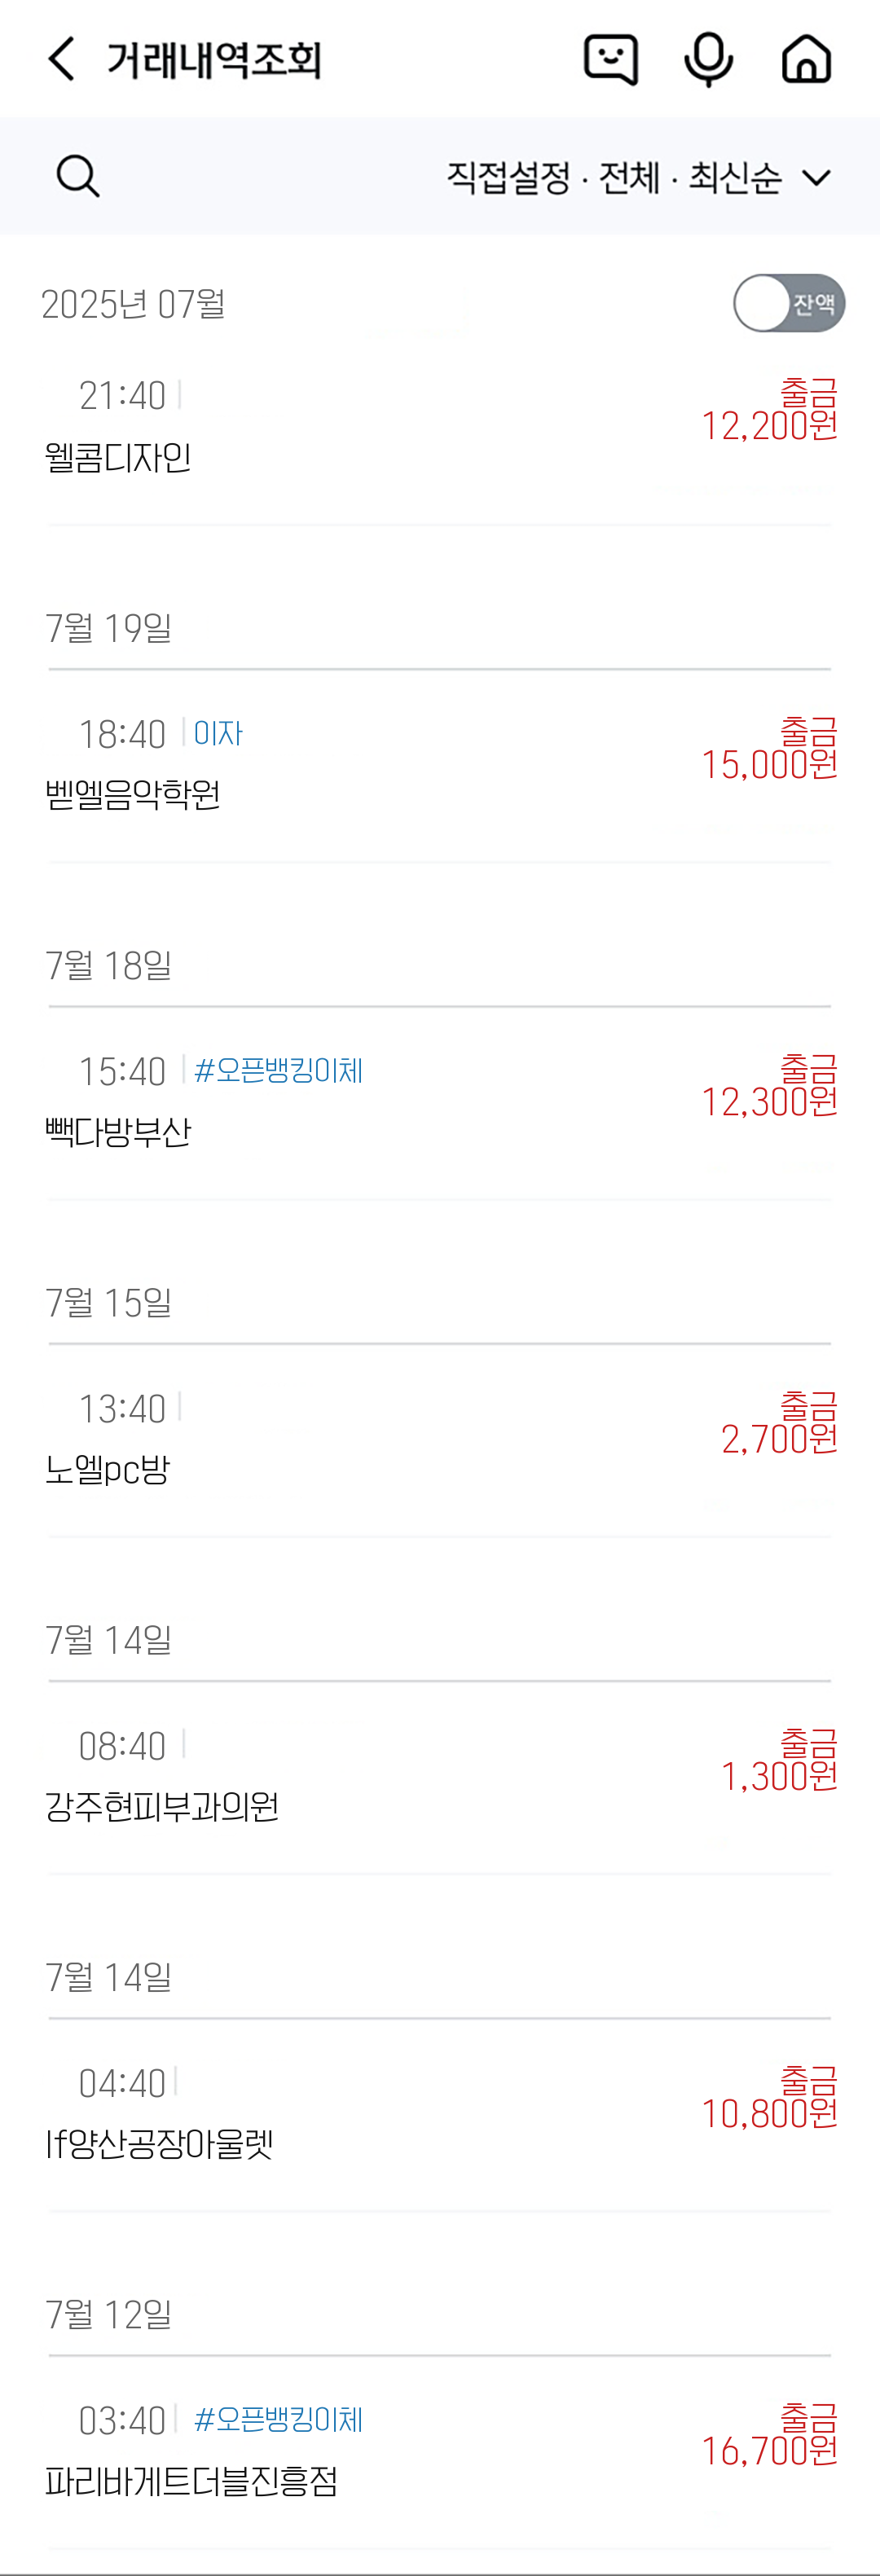 거래내역조회
직접설정 · 전체 · 최신순
2025년 07월
잔액
21:40
출금
12,200원
웰콤디자인
7월 19일
18:40 이자
출금
15,000원
벧엘음악학원
7월 18일
15:40 #오픈뱅킹이체
출금
12,300원
빽다방부산
7월 15일
13:40
출금
2,700원
노엘pc방
7월 14일
08:40
출금
1,300원
강주현피부과의원
7월 14일
04:40
출금
10,800원
lf양산공장아울렛
7월 12일
03:40 #오픈뱅킹이체
출금
16,700원
파리바게트더블진흥점